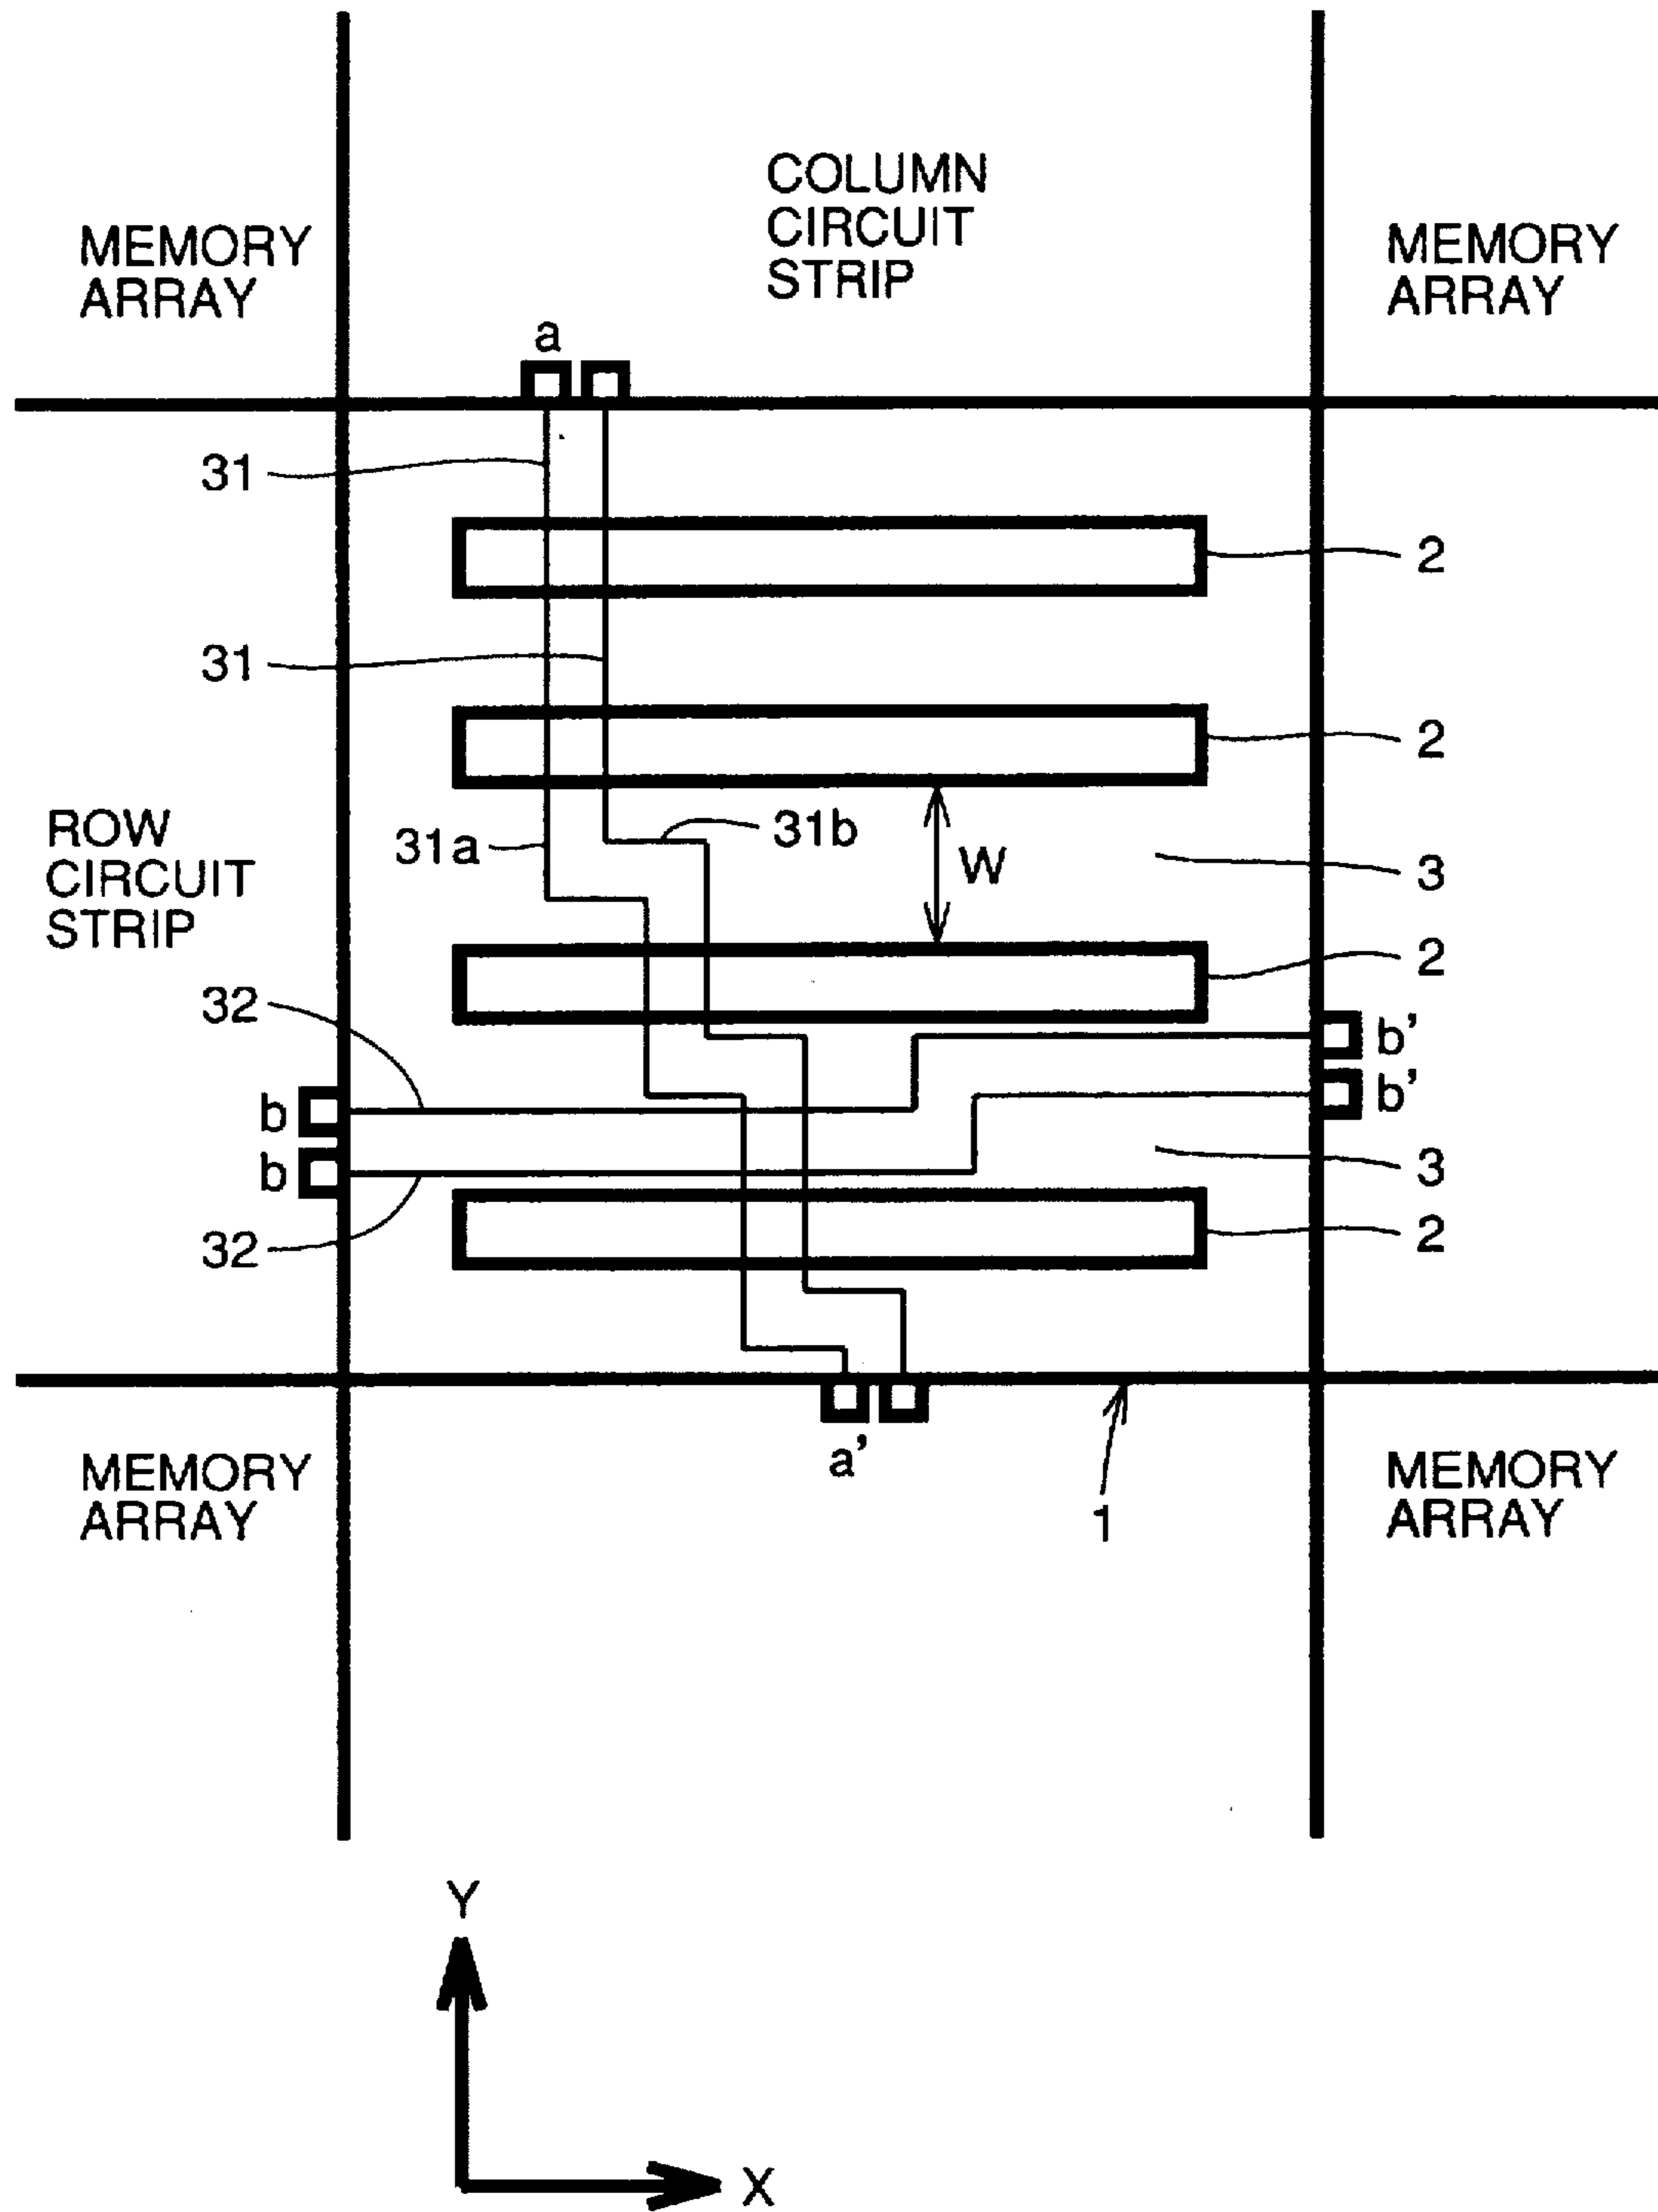 COLUMN
CIRCUIT
STRIP
MEMORY
ARRAY
MEMORY
ARRAY
a
31
2
31
2
ROW
CIRCUIT
STRIP
31a
31b
W
3
2
32
b'
b'
b
b
3
32
2
a'
1
MEMORY
ARRAY
MEMORY
ARRAY
Y
X